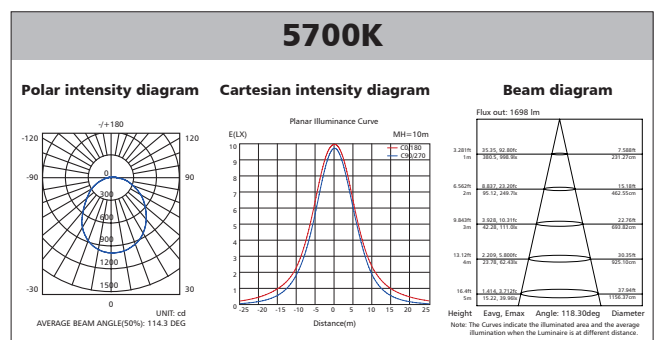 5700K
Polar intensity diagram
Cartesian intensity diagram
Beam diagram
-/+180
-120
120
-90
90
0
300
600
900
1200
1500
-30
30
0
UNIT: cd
AVERAGE BEAM ANGLE(50%): 114.3 DEG
Planar Illuminance Curve
E(LX)
MH=10m
C0/180
C90/270
10
9
8
7
6
5
4
3
2
1
0
-25 -20 -15 -10 -5 0 5 10 15 20 25
Distance(m)
Flux out: 1698 lm
3.281ft 35.35, 92.80fc 7.588ft
1m 380.5, 998.9lx 231.27cm
6.562ft 8.837, 23.20fc 15.18ft
2m 95.12, 249.7lx 462.55cm
9.843ft 3.928, 10.31fc 22.76ft
3m 42.28, 111.0lx 693.82cm
13.12ft 2.209, 5.800fc 30.35ft
4m 23.78, 62.43lx 925.10cm
16.4ft 1.414, 3.712fc 37.94ft
5m 15.22, 39.96lx 1156.37cm
Height Eavg, Emax Angle: 118.30deg Diameter
Note: The Curves indicate the illuminated area and the average
illumination when the Luminaire is at different distance.